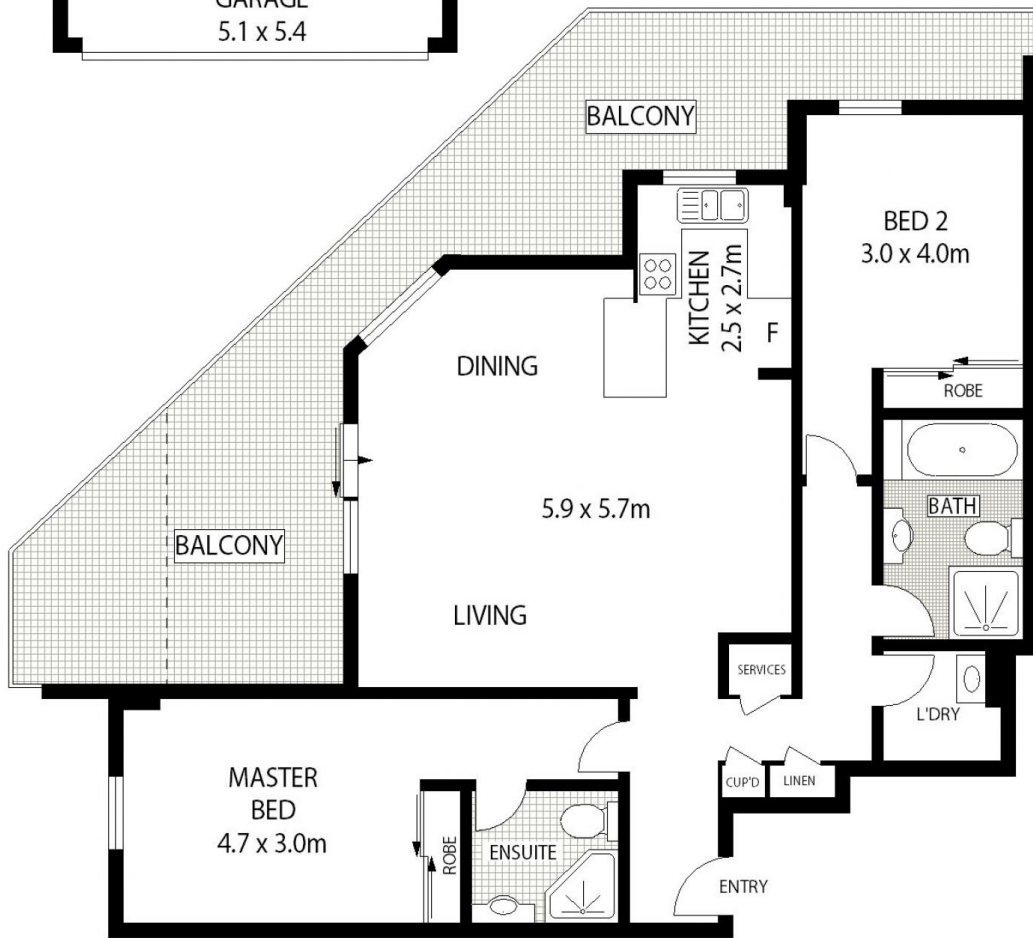 GARAGE
5.1 x 5.4
BALCONY
BED 2
3.0 x 4.0m
KITCHEN
2.5 x 2.7m
F
DINING
ROBE
5.9 x 5.7m
BATH
BALCONY
LIVING
SERVICES
L'DRY
MASTER
BED
4.7 x 3.0m
CUP'D
LINEN
ROBE
ENSUITE
ENTRY